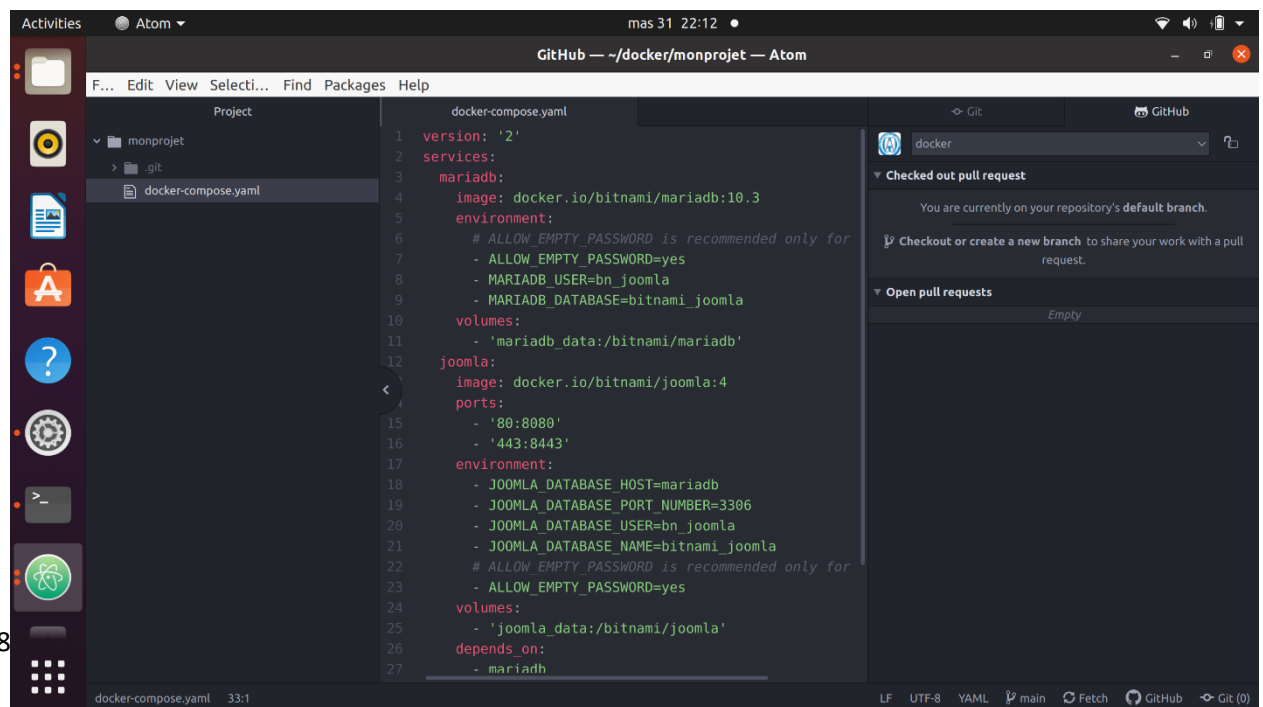 Activities Atom mas 31 22:12
GitHub — ~/docker/monprojet — Atom
F... Edit View Selecti... Find Packages Help
Project
monprojet
.git
docker-compose.yaml
docker-compose.yaml
1 version: '2'
2 services:
3 mariadb:
4 image: docker.io/bitnami/mariadb:10.3
5 environment:
6 # ALLOW_EMPTY_PASSWORD is recommended only for
7 - ALLOW_EMPTY_PASSWORD=yes
8 - MARIADB_USER=bn_joomla
9 - MARIADB_DATABASE=bitnami_joomla
10 volumes:
11 - 'mariadb_data:/bitnami/mariadb'
12 joomla:
image: docker.io/bitnami/joomla:4
ports:
15 - '80:8080'
16 - '443:8443'
17 environment:
18 - JOOMLA_DATABASE_HOST=mariadb
19 - JOOMLA_DATABASE_PORT_NUMBER=3306
20 - JOOMLA_DATABASE_USER=bn_joomla
21 - JOOMLA_DATABASE_NAME=bitnami_joomla
22 # ALLOW_EMPTY_PASSWORD is recommended only for
23 - ALLOW_EMPTY_PASSWORD=yes
24 volumes:
25 - 'joomla_data:/bitnami/joomla'
26 depends_on:
27 - mariadb
Git GitHub
docker
Checked out pull request
You are currently on your repository's default branch.
Checkout or create a new branch to share your work with a pull
request.
Open pull requests
Empty
8
docker-compose.yaml 33:1 LF UTF-8 YAML main Fetch GitHub Git (0)